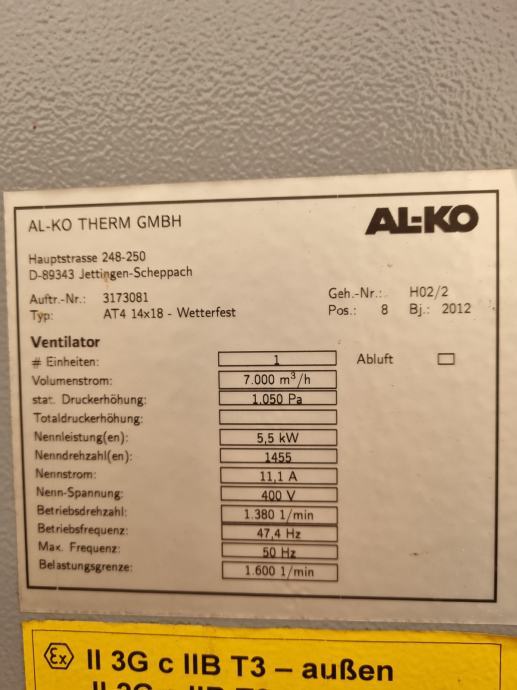 AL-KO THERM GMBH AL-KO
Hauptstrasse 248-250
D-89343 Jettingen-Scheppach
Auftr.-Nr.: 3173081 Geh.-Nr.: H02/2
Typ: AT4 14x18 - Wetterfest Pos.: 8 Bj.: 2012
Ventilator
# Einheiten: 1 Abluft
Volumenstrom: 7.000 m³/h
stat. Druckerhöhung: 1.050 Pa
Totaldruckerhöhung:
Nennleistung(en): 5,5 kW
Nenndrehzahl(en): 1455
Nennstrom: 11,1 A
Nenn-Spannung: 400 V
Betriebsdrehzahl: 1.380 1/min
Betriebsfrequenz: 47,4 Hz
Max. Frequenz: 50 Hz
Belastungsgrenze: 1.600 1/min
Ex II 3G c IIB T3 – außen